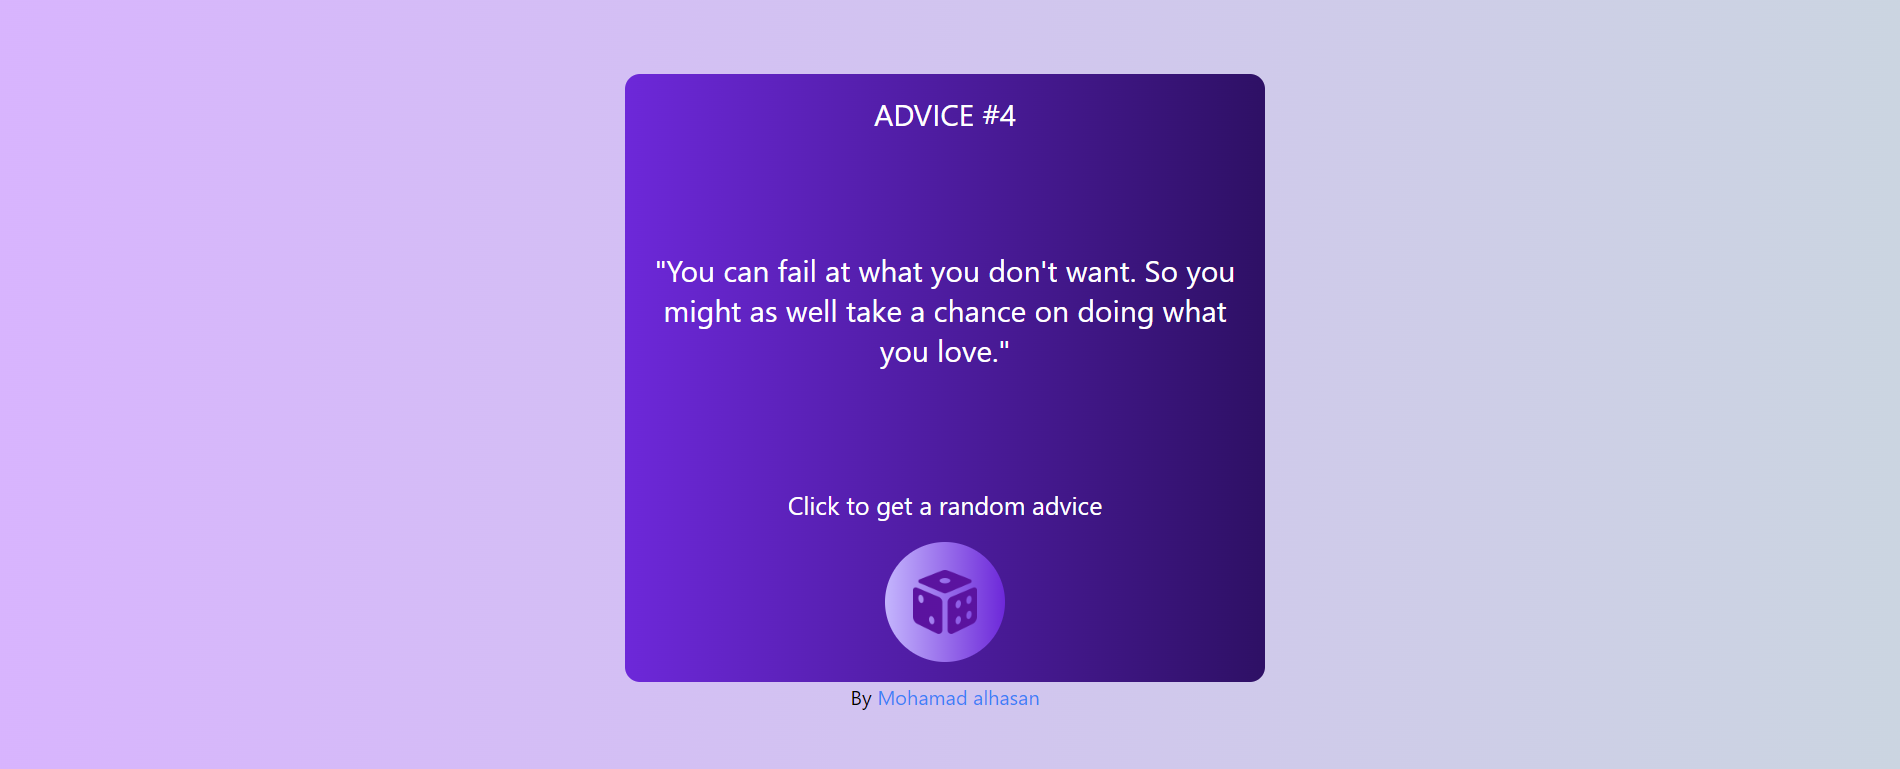 ADVICE #4
"You can fail at what you don't want. So you
might as well take a chance on doing what
you love."
Click to get a random advice
By Mohamad alhasan